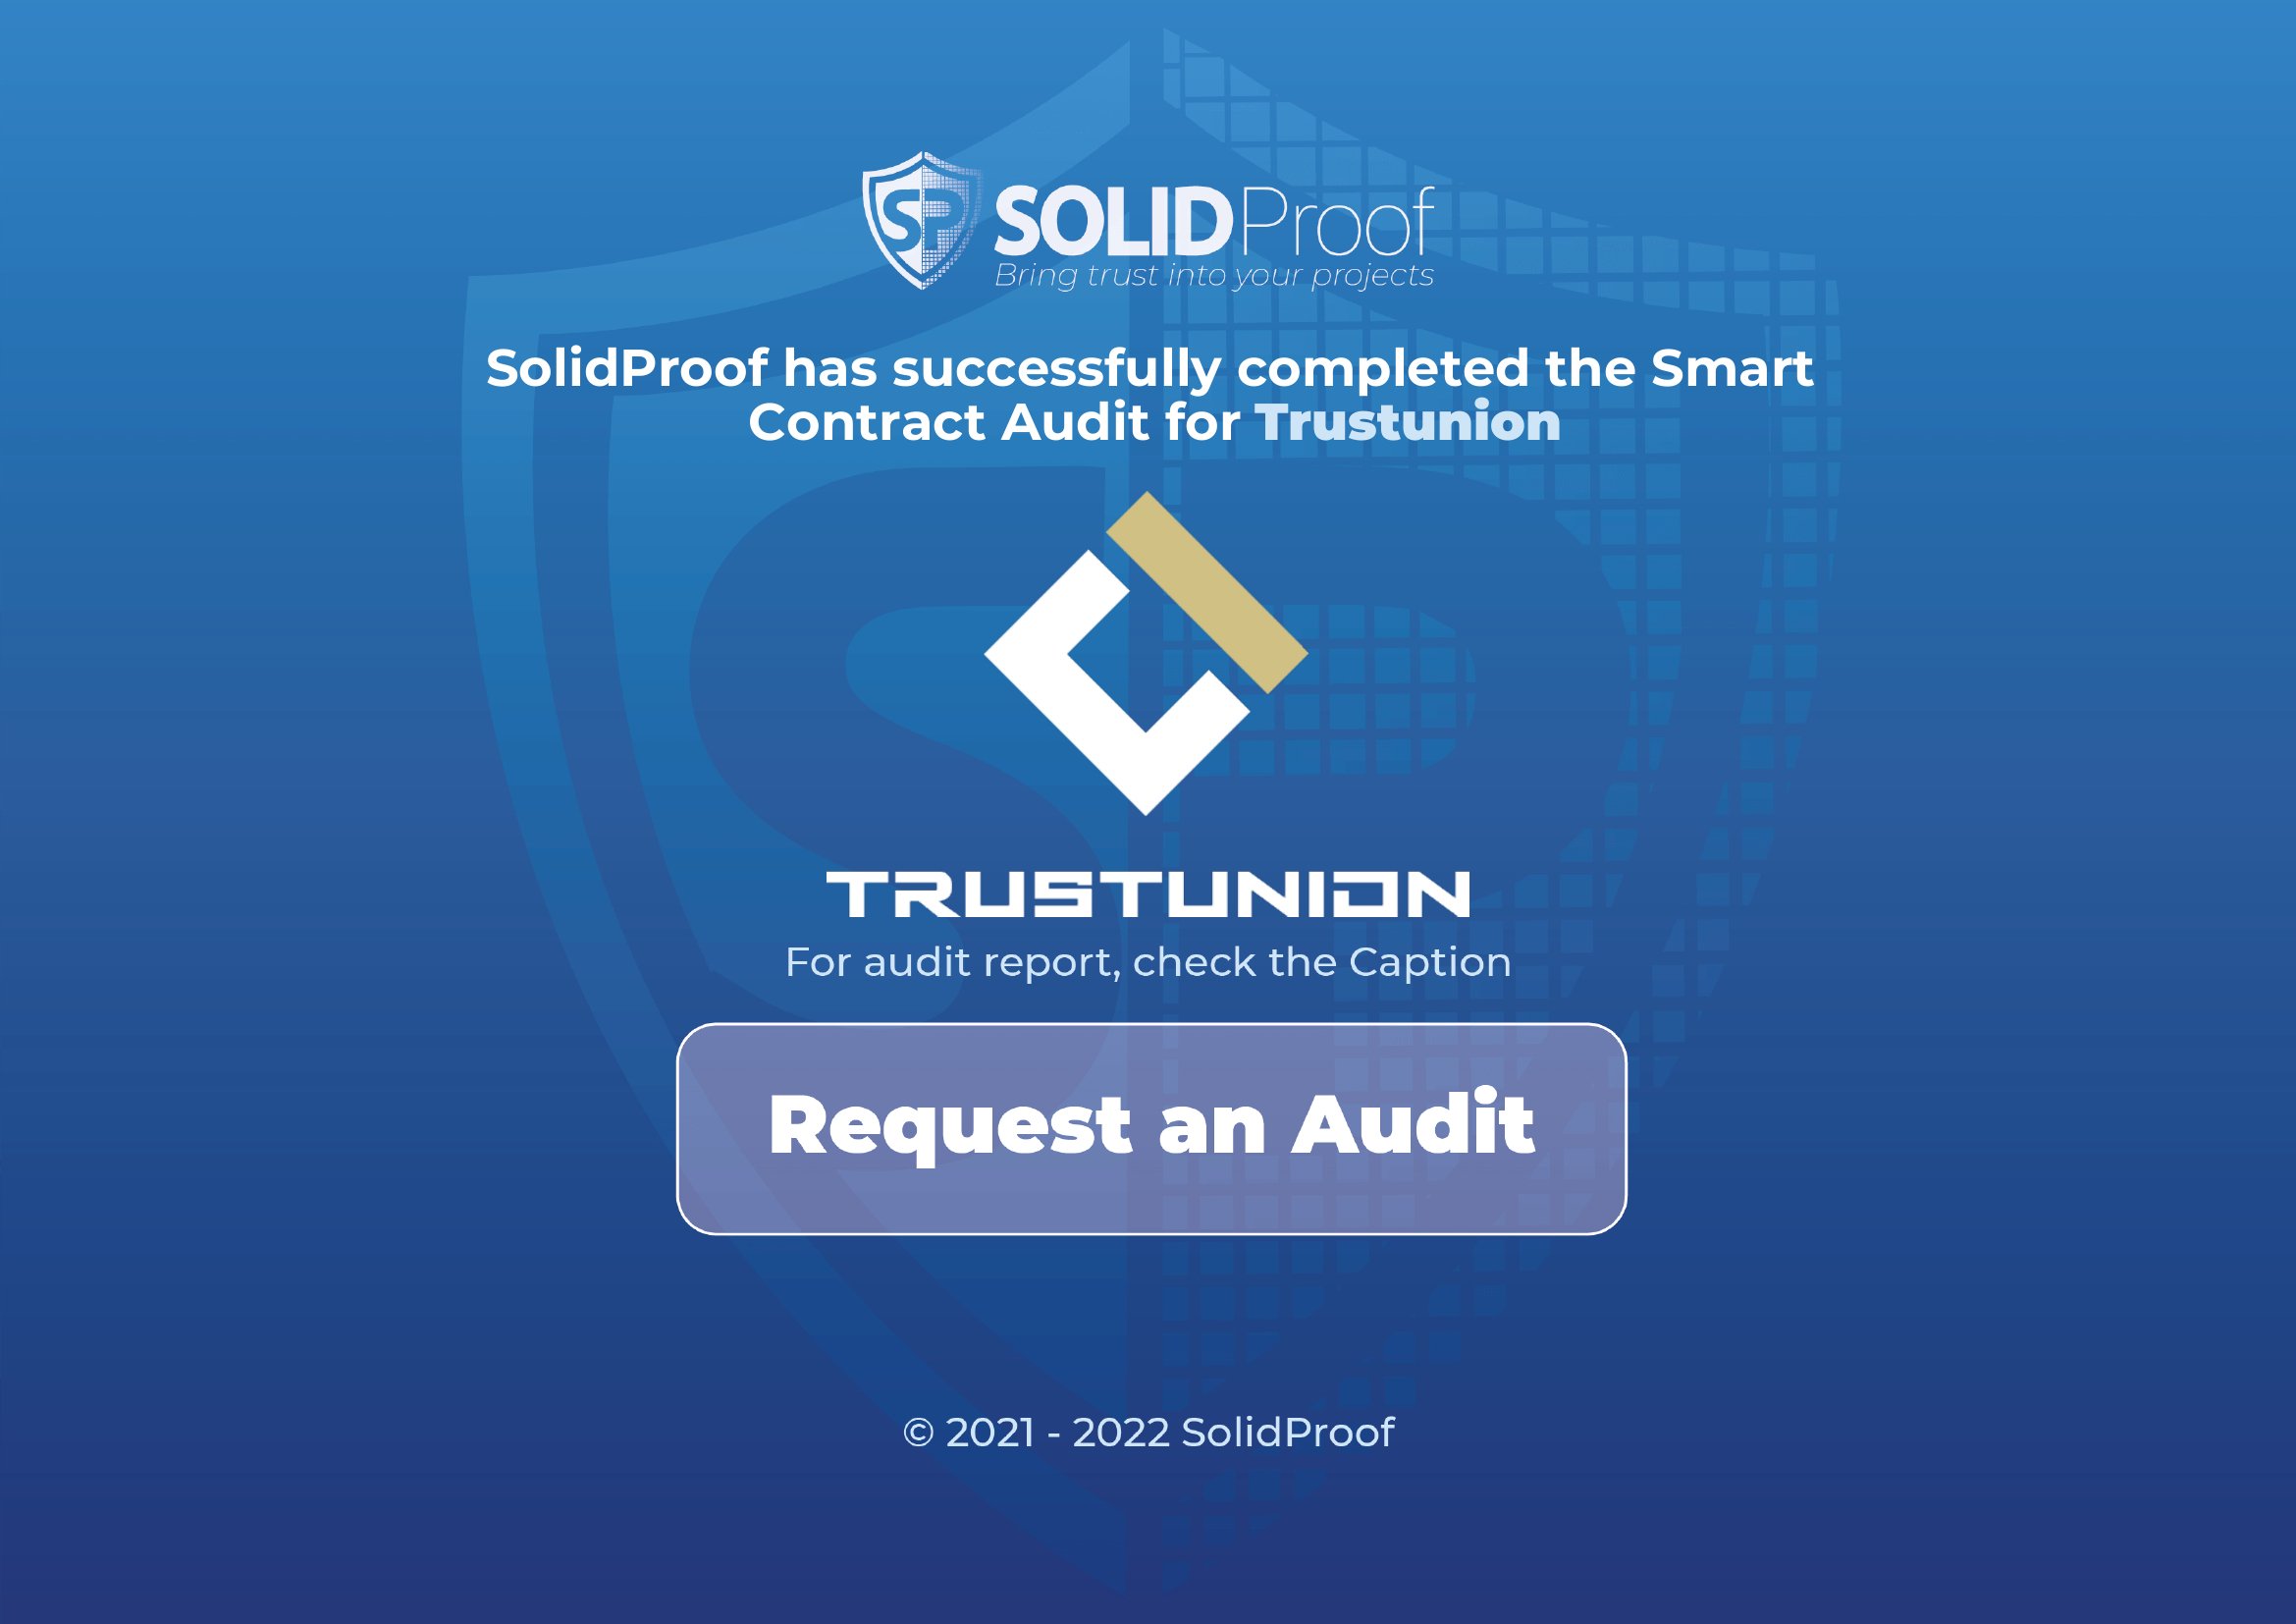 SP SOLIDProof
Bring trust into your projects
SolidProof has successfully completed the Smart
Contract Audit for Trustunion
TRUSTUNION
For audit report, check the Caption
Request an Audit
© 2021 - 2022 SolidProof